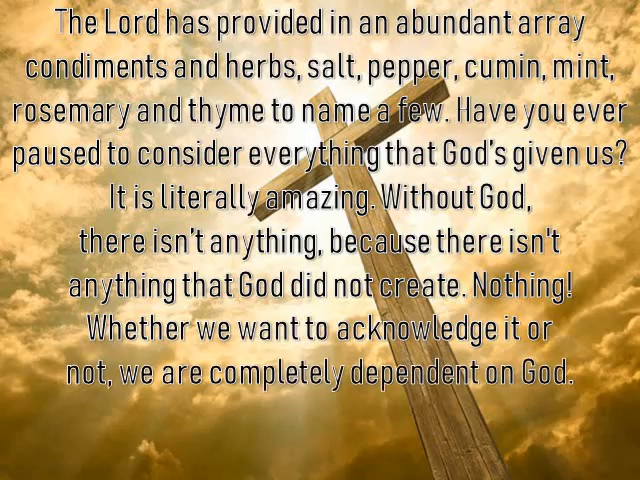 The Lord has provided in an abundant array
condiments and herbs, salt, pepper, cumin, mint,
rosemary and thyme to name a few. Have you ever
paused to consider everything that God's given us?
It is literally amazing. Without God,
there isn't anything, because there isn't
anything that God did not create. Nothing!
Whether we want to acknowledge it or
not, we are completely dependent on God.